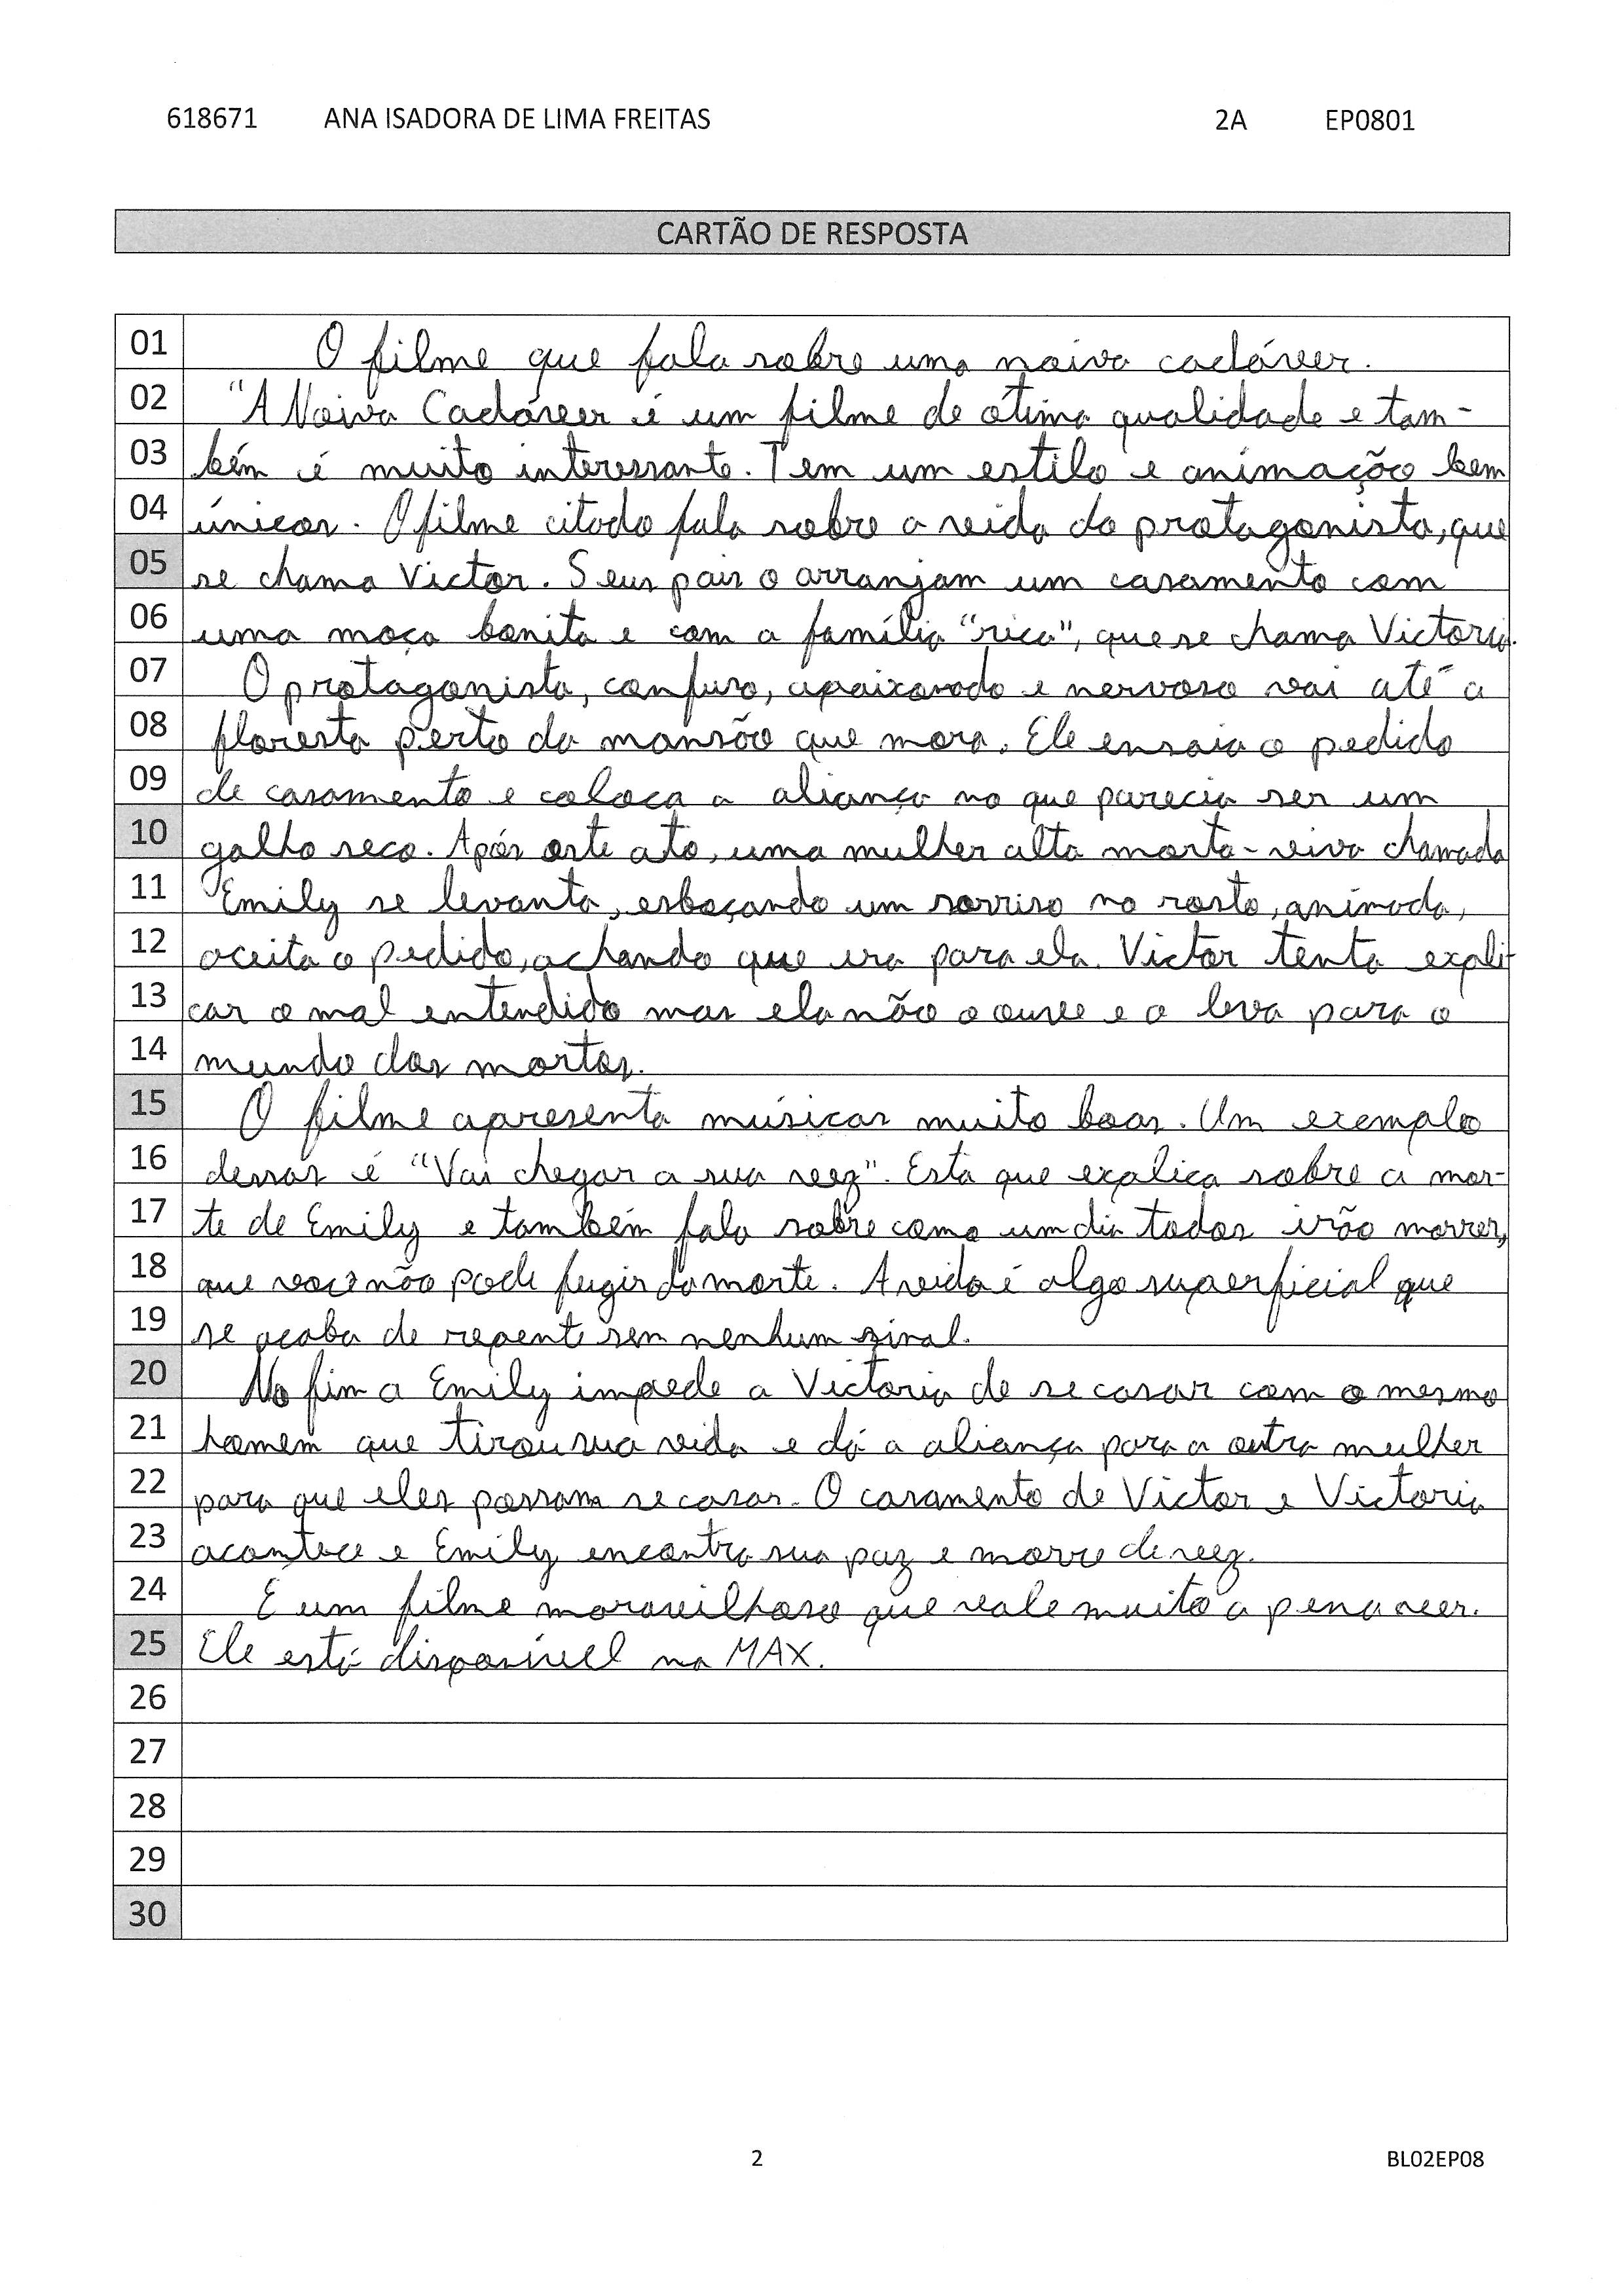 618671 ANA ISADORA DE LIMA FREITAS 2A EP0801
CARTÃO DE RESPOSTA
01 O filme que fala sobre uma noiva cadáver.
02 "A Noiva Cadáver é um filme de ótima qualidade e tam-
03 bém é muito interessante. Tem um estilo e animação bem
04 únicos. O filme citado fala sobre a vida do protagonista, que
05 se chama Victor. Seus pais o arranjam um casamento com
06 uma moça bonita e com a família "rica", que se chama Victoria.
07 O protagonista, confuso, apaixonado e nervoso vai até a
08 floresta perto da mansão que mora. Ele ensaia o pedido
09 de casamento e coloca a aliança no que parecia ser um
10 galho seco. Após este ato, uma mulher alta morta-viva chamada
11 Emily se levanta, esboçando um sorriso no rosto, animada,
12 aceita o pedido, achando que era para ela. Victor tenta expli-
13 car o mal entendido mas ela não o ouve e o leva para o
14 mundo dos mortos.
15 O filme apresenta músicas muito boas. Um exemplo
16 dessas é "Vai chegar a sua vez". Esta que explica sobre a mor-
17 te de Emily e também fala sobre como um dia todos irão morrer,
18 que você não pode fugir da morte. A vida é algo superficial que
19 se acaba de repente sem nenhum sinal.
20 No fim a Emily impede a Victoria de se casar com o mesmo
21 homem que tirou sua vida e dá a aliança para a outra mulher
22 para que eles possam se casar. O casamento de Victor e Victoria
23 acontece e Emily encontra sua paz e morre de vez.
24 É um filme maravilhoso que vale muito a pena ver.
25 Ele está disponível na MAX.
26
27
28
29
30
2 BL02EP08